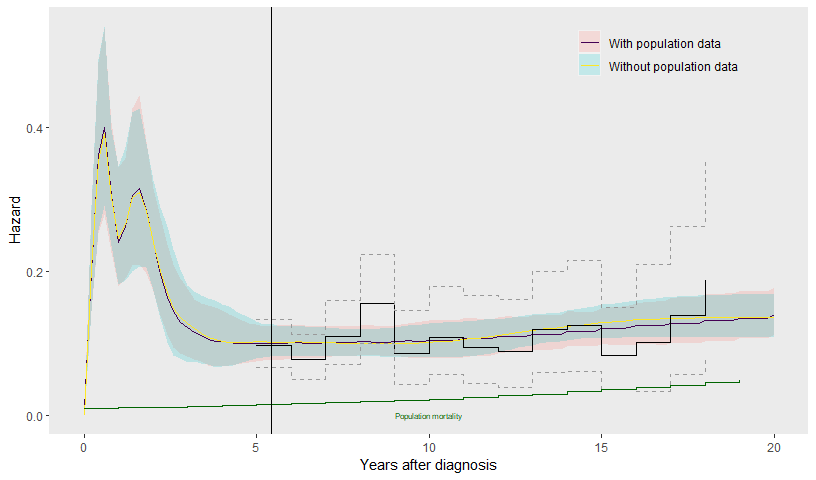 With population data
Without population data
Hazard
0.4
0.2
0.0
Population mortality
0
5
10
15
20
Years after diagnosis